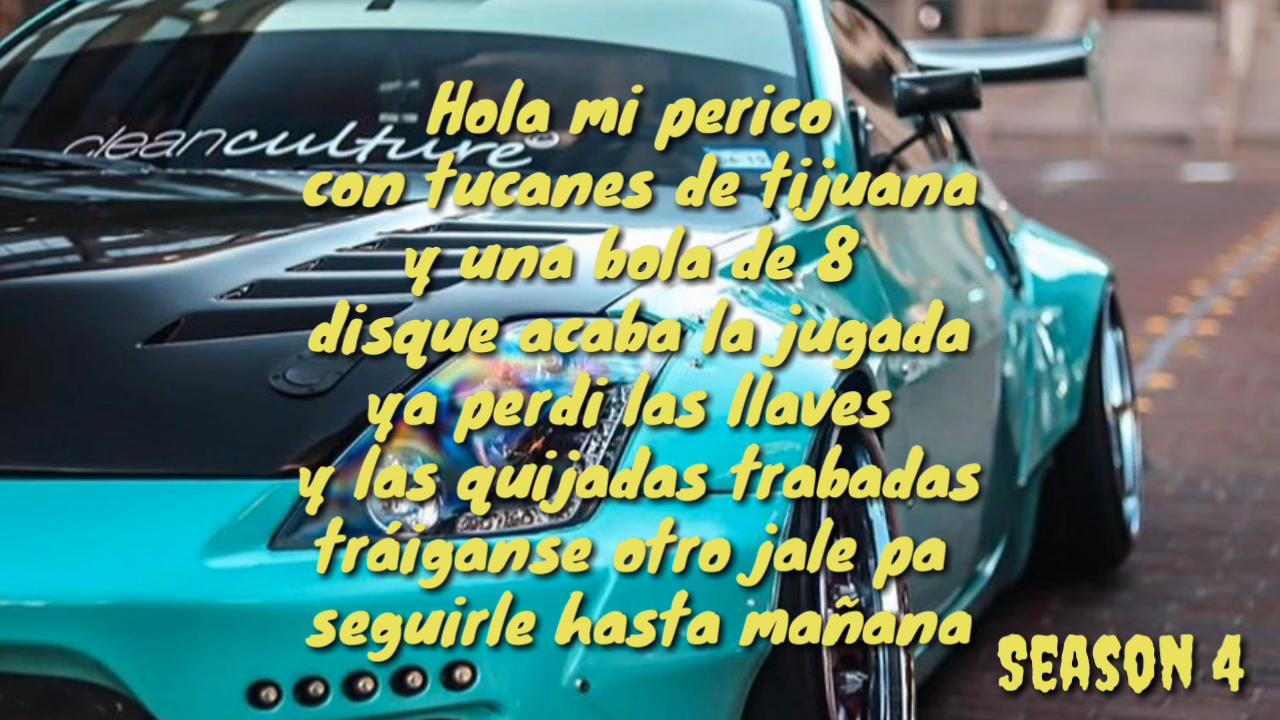 cleanculture
Hola mi perico
con tucanes de tijuana
y una bola de 8
disque acaba la jugada
ya perdi las llaves
y las quijadas trabadas
tráiganse otro jale pa
seguirle hasta mañana
SEASON 4